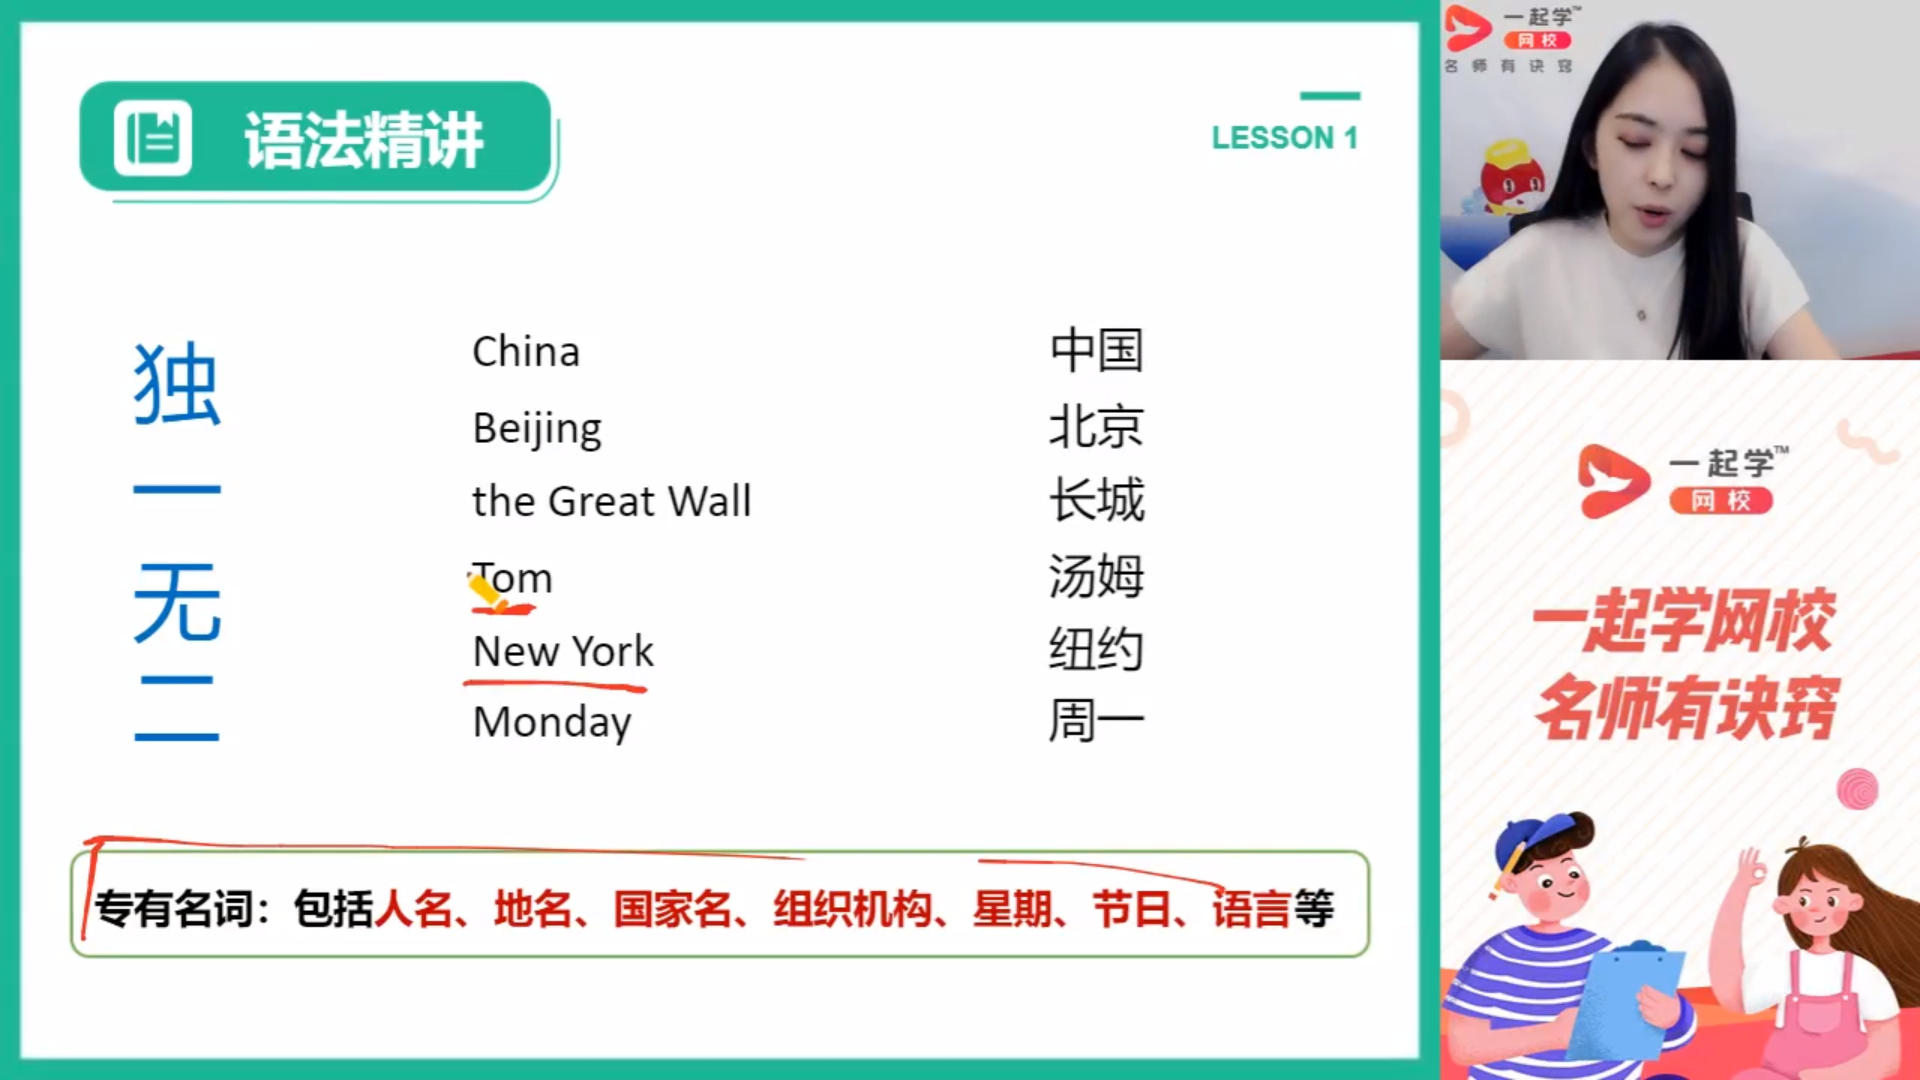 语法精讲
LESSON 1
独一无二
China 中国
Beijing 北京
the Great Wall 长城
Tom 汤姆
New York 纽约
Monday 周一
专有名词：包括人名、地名、国家名、组织机构、星期、节日、语言等
一起学™
网校
名师有诀窍
一起学™
网校
一起学网校
名师有诀窍